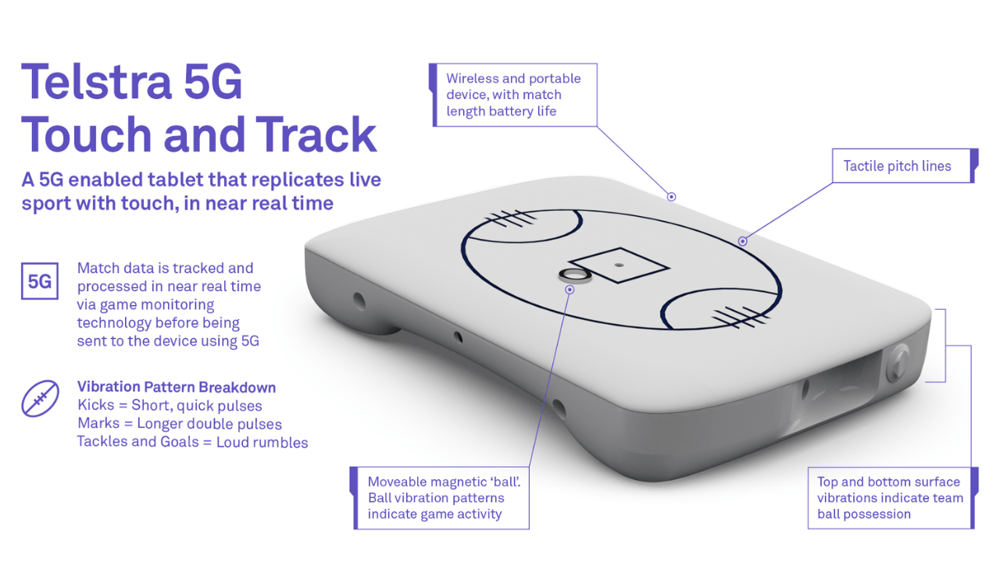 Telstra 5G
Touch and Track
A 5G enabled tablet that replicates live
sport with touch, in near real time
5G
Match data is tracked and
processed in near real time
via game monitoring
technology before being
sent to the device using 5G
Vibration Pattern Breakdown
Kicks = Short, quick pulses
Marks = Longer double pulses
Tackles and Goals = Loud rumbles
Wireless and portable
device, with match
length battery life
Tactile pitch lines
Moveable magnetic ‘ball’.
Ball vibration patterns
indicate game activity
Top and bottom surface
vibrations indicate team
ball possession